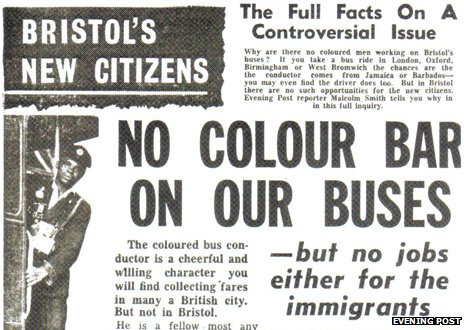 BRISTOL'S
NEW CITIZENS
The Full Facts On A
Controversial Issue
Why are there no coloured men working on Bristol's
buses? If you take a bus ride in London, Oxford,
Birmingham or West Bromwich the chances are the
the conductor comes from Jamaica or Barbados—
you may even find the driver does too. But in Bristol
there are no such opportunities for the new citizens.
Evening Post reporter Malcolm Smith tells you why in
in this full inquiry.
NO COLOUR BAR
ON OUR BUSES
The coloured bus con-
ductor is a cheerful and
willing character you
will find collecting fares
in many a British city.
But not in Bristol.
He is a fellow most any
—but no jobs
either for the
immigrants
EVENING POST